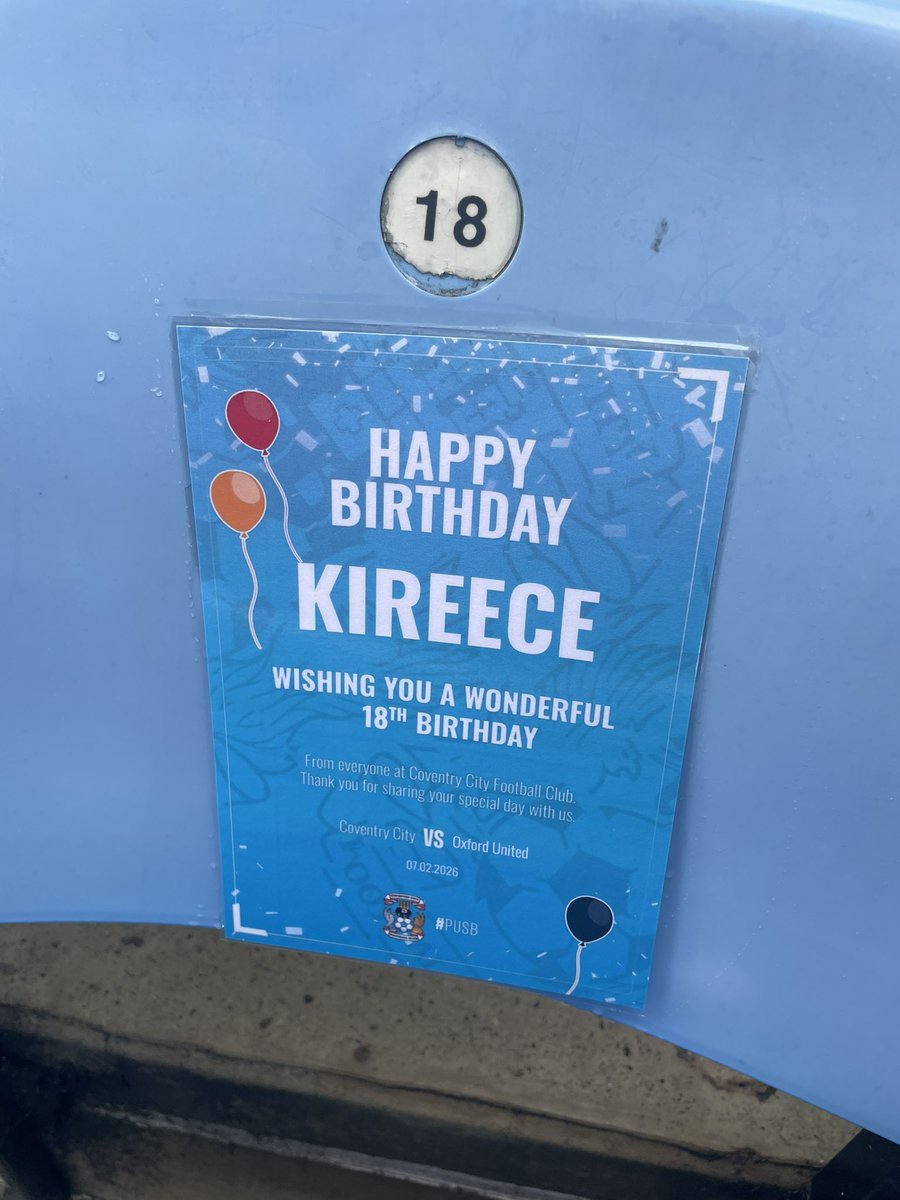 18
HAPPY
BIRTHDAY
KIREECE
WISHING YOU A WONDERFUL
18TH BIRTHDAY
From everyone at Coventry City Football Club.
Thank you for sharing your special day with us.
Coventry City VS Oxford United
07.02.2026
#PUSB